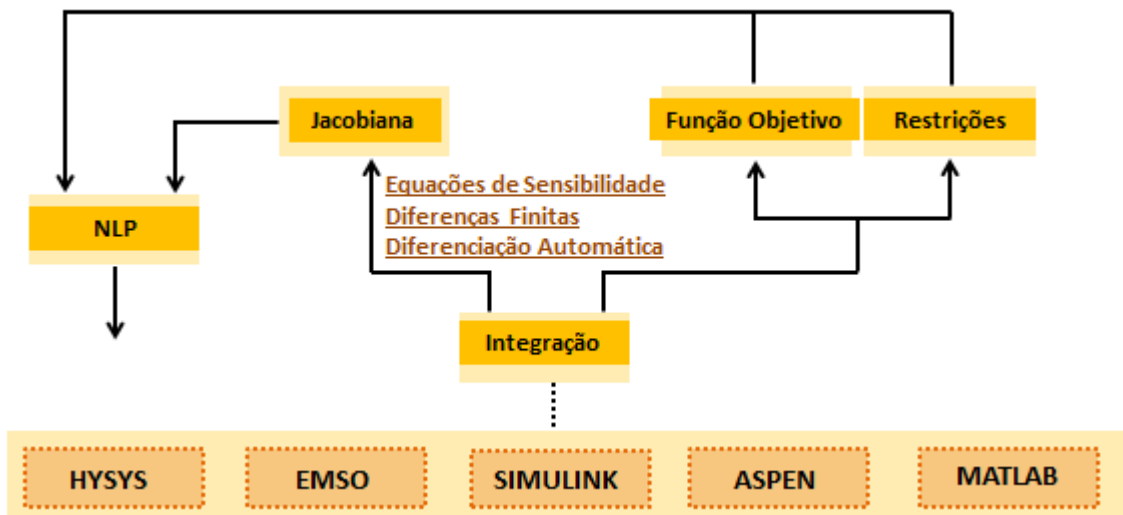 Jacobiana
Função Objetivo
Restrições
Equações de Sensibilidade
Diferenças Finitas
Diferenciação Automática
NLP
Integração
HYSYS
EMSO
SIMULINK
ASPEN
MATLAB